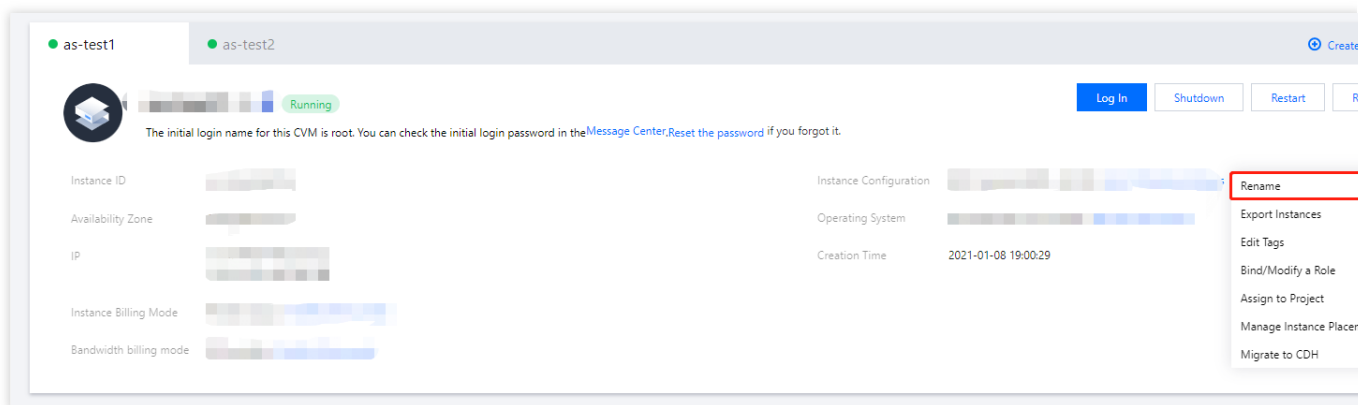 as-test1
as-test2
Create
Running
Log In
Shutdown
Restart
R
The initial login name for this CVM is root. You can check the initial login password in the Message Center.Reset the password if you forgot it.
Instance ID
Instance Configuration
Rename
Export Instances
Availability Zone
Operating System
Edit Tags
IP
Creation Time
2021-01-08 19:00:29
Bind/Modify a Role
Assign to Project
Instance Billing Mode
Manage Instance Placer
Bandwidth billing mode
Migrate to CDH